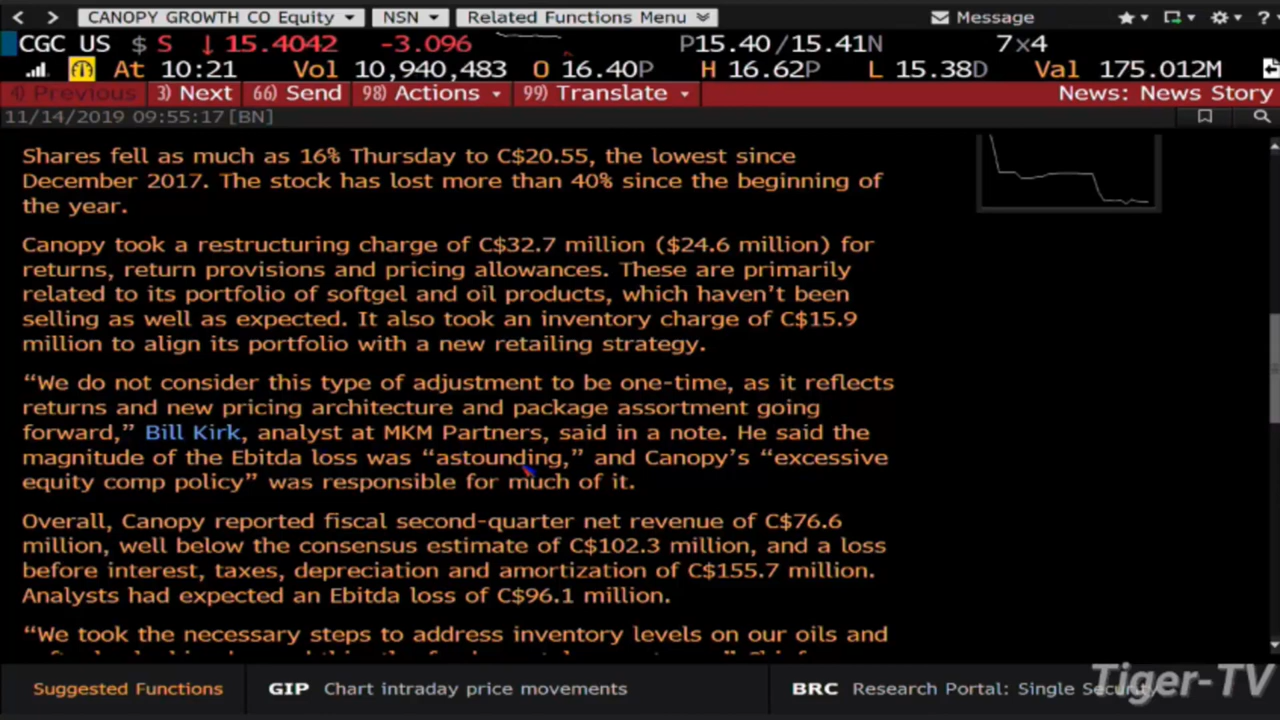 CANOPY GROWTH CO Equity NSN Related Functions Menu Message
CGC US $ S ↓ 15.4042 -3.096 P15.40/15.41N 7x4
At 10:21 Vol 10,940,483 O 16.40P H 16.62P L 15.38D Val 175.012M
4) Previous 3) Next 66) Send 98) Actions 99) Translate News: News Story
11/14/2019 09:55:17[BN]
Shares fell as much as 16% Thursday to C$20.55, the lowest since
December 2017. The stock has lost more than 40% since the beginning of
the year.
Canopy took a restructuring charge of C$32.7 million ($24.6 million) for
returns, return provisions and pricing allowances. These are primarily
related to its portfolio of softgel and oil products, which haven't been
selling as well as expected. It also took an inventory charge of C$15.9
million to align its portfolio with a new retailing strategy.
“We do not consider this type of adjustment to be one-time, as it reflects
returns and new pricing architecture and package assortment going
forward,” Bill Kirk, analyst at MKM Partners, said in a note. He said the
magnitude of the Ebitda loss was “astounding,” and Canopy's “excessive
equity comp policy” was responsible for much of it.
Overall, Canopy reported fiscal second-quarter net revenue of C$76.6
million, well below the consensus estimate of C$102.3 million, and a loss
before interest, taxes, depreciation and amortization of C$155.7 million.
Analysts had expected an Ebitda loss of C$96.1 million.
“We took the necessary steps to address inventory levels on our oils and
Suggested Functions GIP Chart intraday price movements BRC Research Portal: Single Security
Tiger-TV